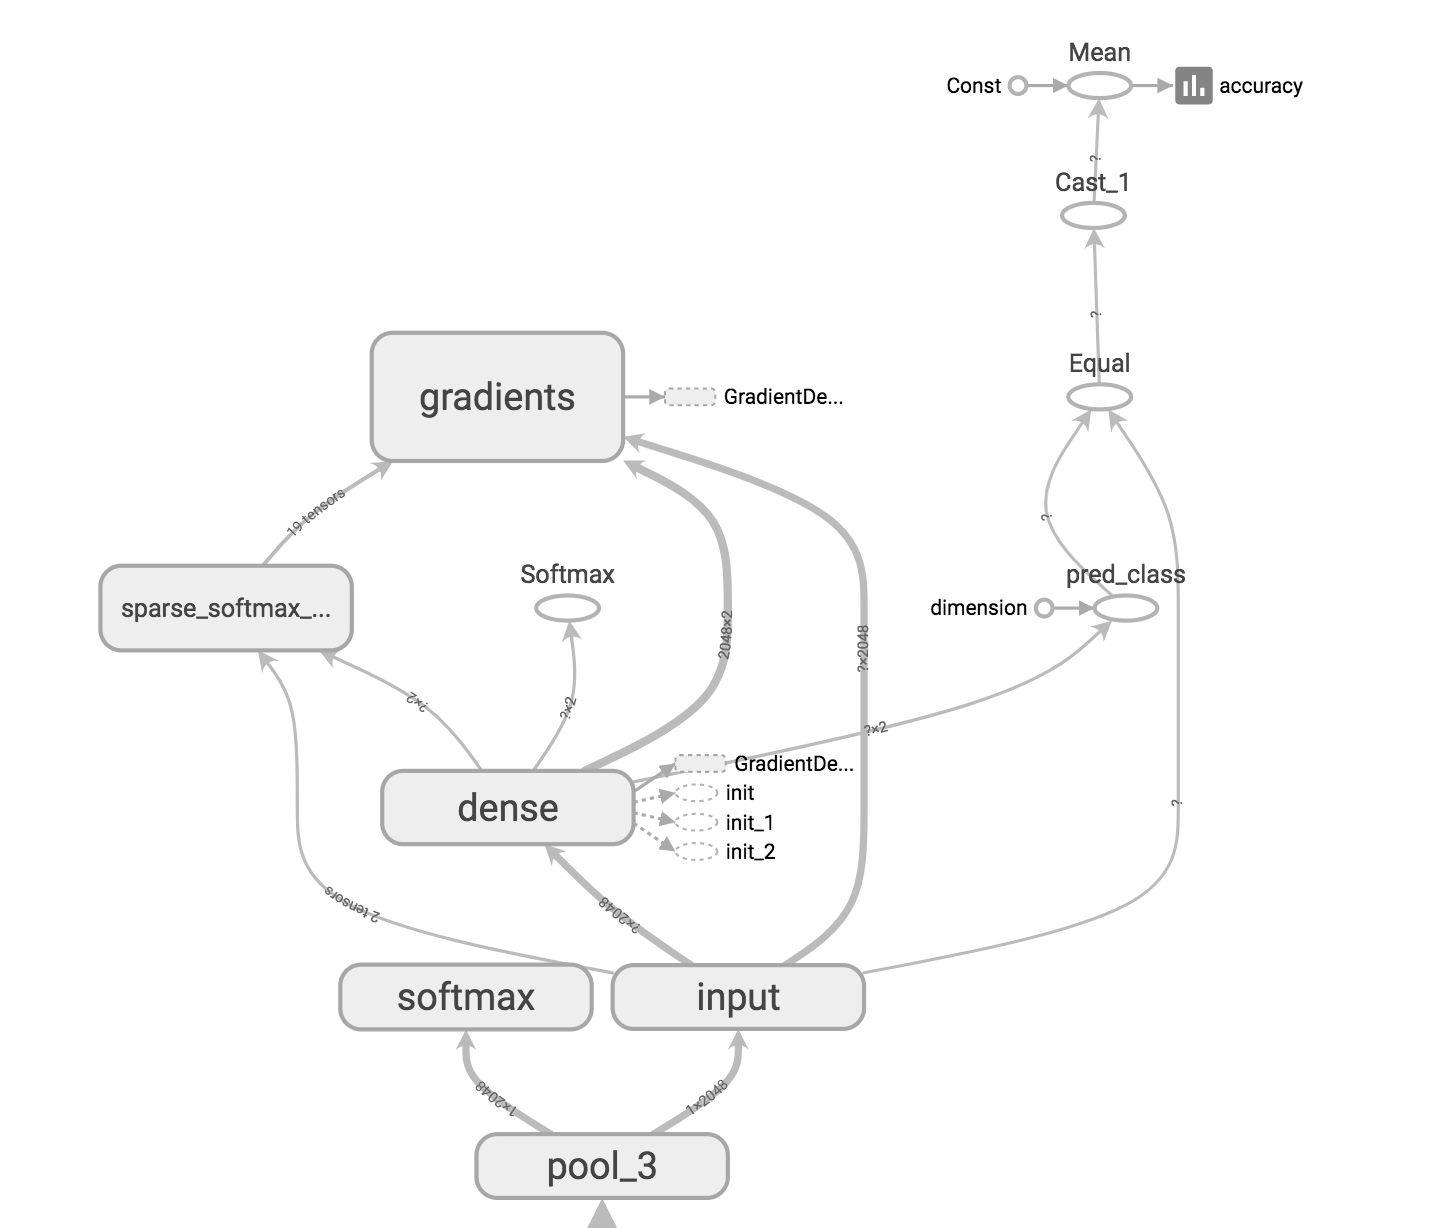 Mean
Const
accuracy
?
Cast_1
?
Equal
gradients
GradientDe...
19 tensors
?
Softmax
pred_class
sparse_softmax_...
dimension
2048×2
?×2048
?×2
?×2
?×2
GradientDe...
dense
init
init_1
init_2
?
2 tensors
?×2048
softmax
input
1×2048
1×2048
pool_3